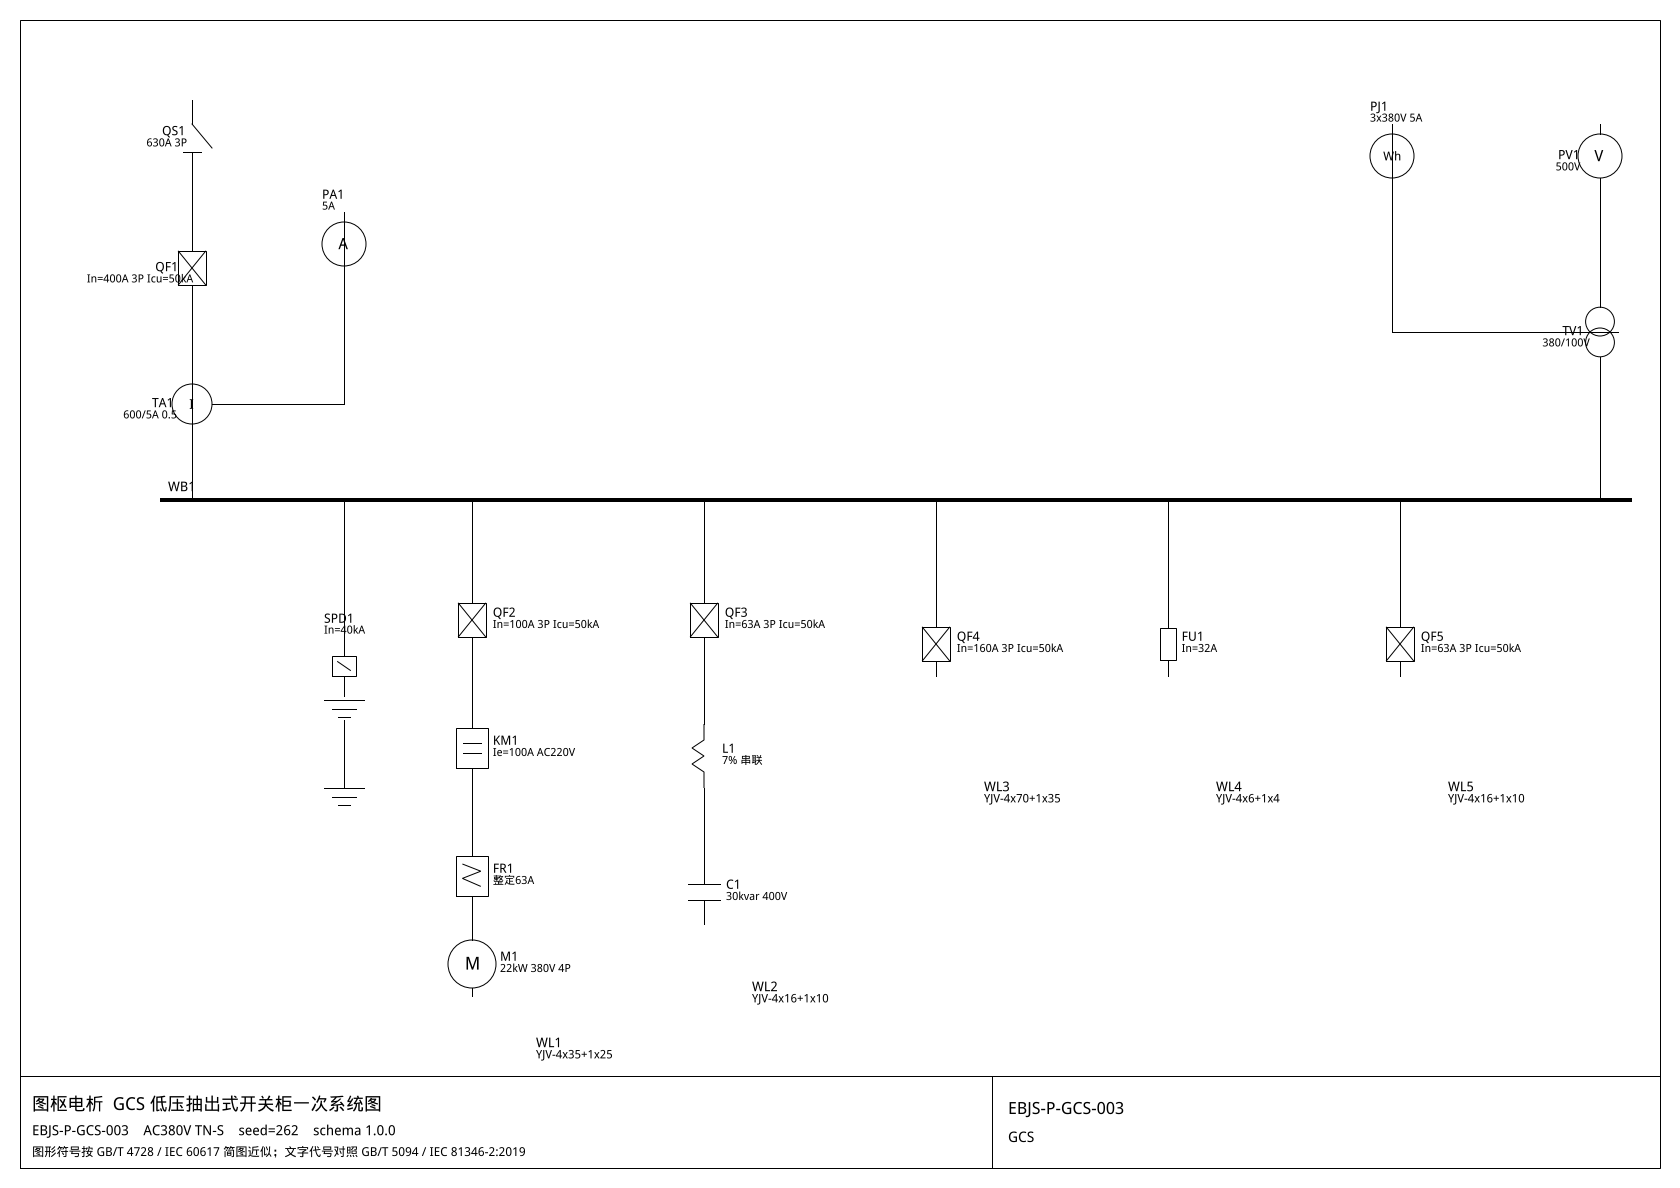 QS1
630A 3P
PJ1
3x380V 5A
Wh
PV1
500V
V
PA1
5A
A
QF1
In=400A 3P Icu=50kA
TV1
380/100V
TA1
600/5A 0.5
I
WB1
SPD1
In=40kA
QF2
In=100A 3P Icu=50kA
QF3
In=63A 3P Icu=50kA
QF4
In=160A 3P Icu=50kA
FU1
In=32A
QF5
In=63A 3P Icu=50kA
KM1
Ie=100A AC220V
L1
7% 串联
WL3
YJV-4x70+1x35
WL4
YJV-4x6+1x4
WL5
YJV-4x16+1x10
FR1
整定63A
C1
30kvar 400V
M
M1
22kW 380V 4P
WL2
YJV-4x16+1x10
WL1
YJV-4x35+1x25
图枢电析 GCS 低压抽出式开关柜一次系统图
EBJS-P-GCS-003 AC380V TN-S seed=262 schema 1.0.0
图形符号按 GB/T 4728 / IEC 60617 简图近似；文字代号对照 GB/T 5094 / IEC 81346-2:2019
EBJS-P-GCS-003
GCS